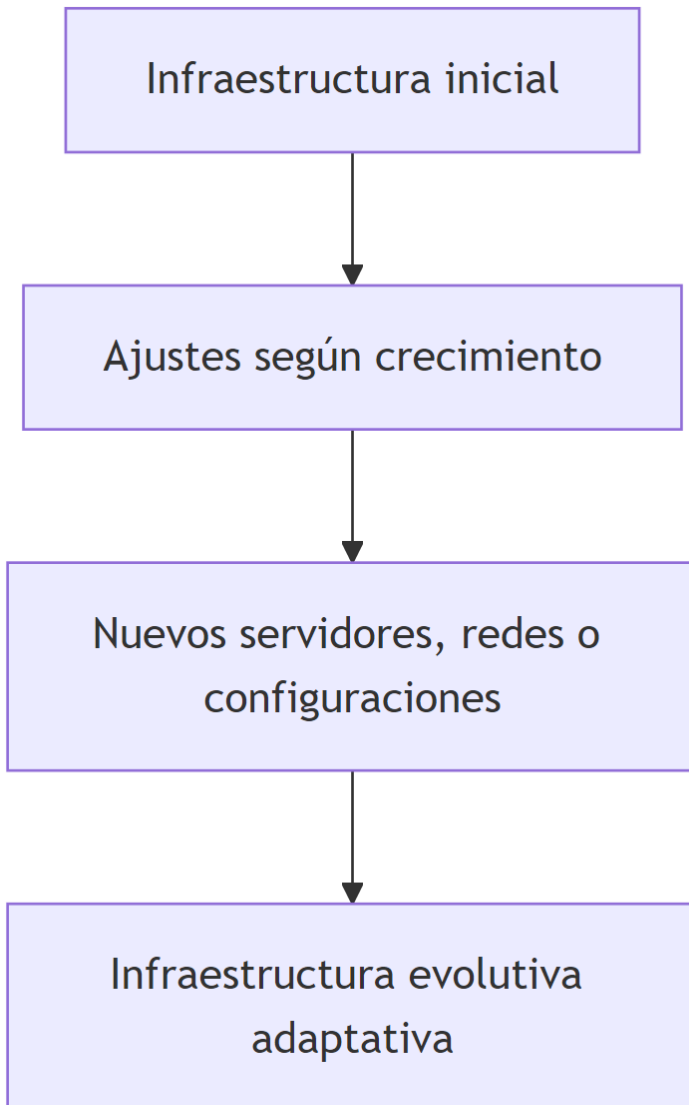 Infraestructura inicial
Ajustes según crecimiento
Nuevos servidores, redes o
configuraciones
Infraestructura evolutiva
adaptativa